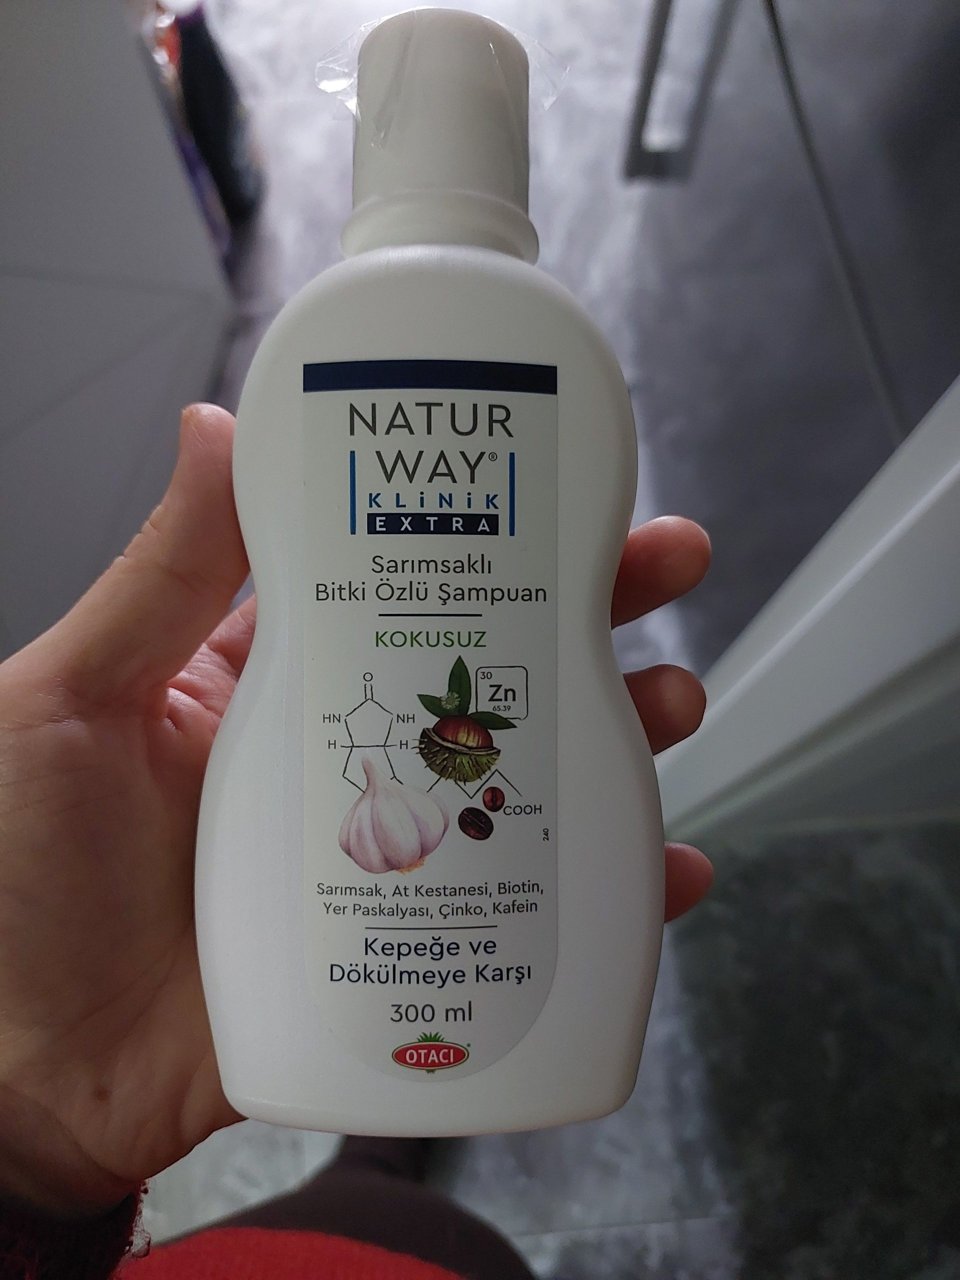 NATUR
WAY®
KLiNiK
EXTRA
Sarımsaklı
Bitki Özlü Şampuan
KOKUSUZ
O
HN
NH
H
H
30
Zn
65.39
COOH
240
Sarımsak, At Kestanesi, Biotin,
Yer Paskalyası, Çinko, Kafein
Kepeğe ve
Dökülmeye Karşı
300 ml
OTACI